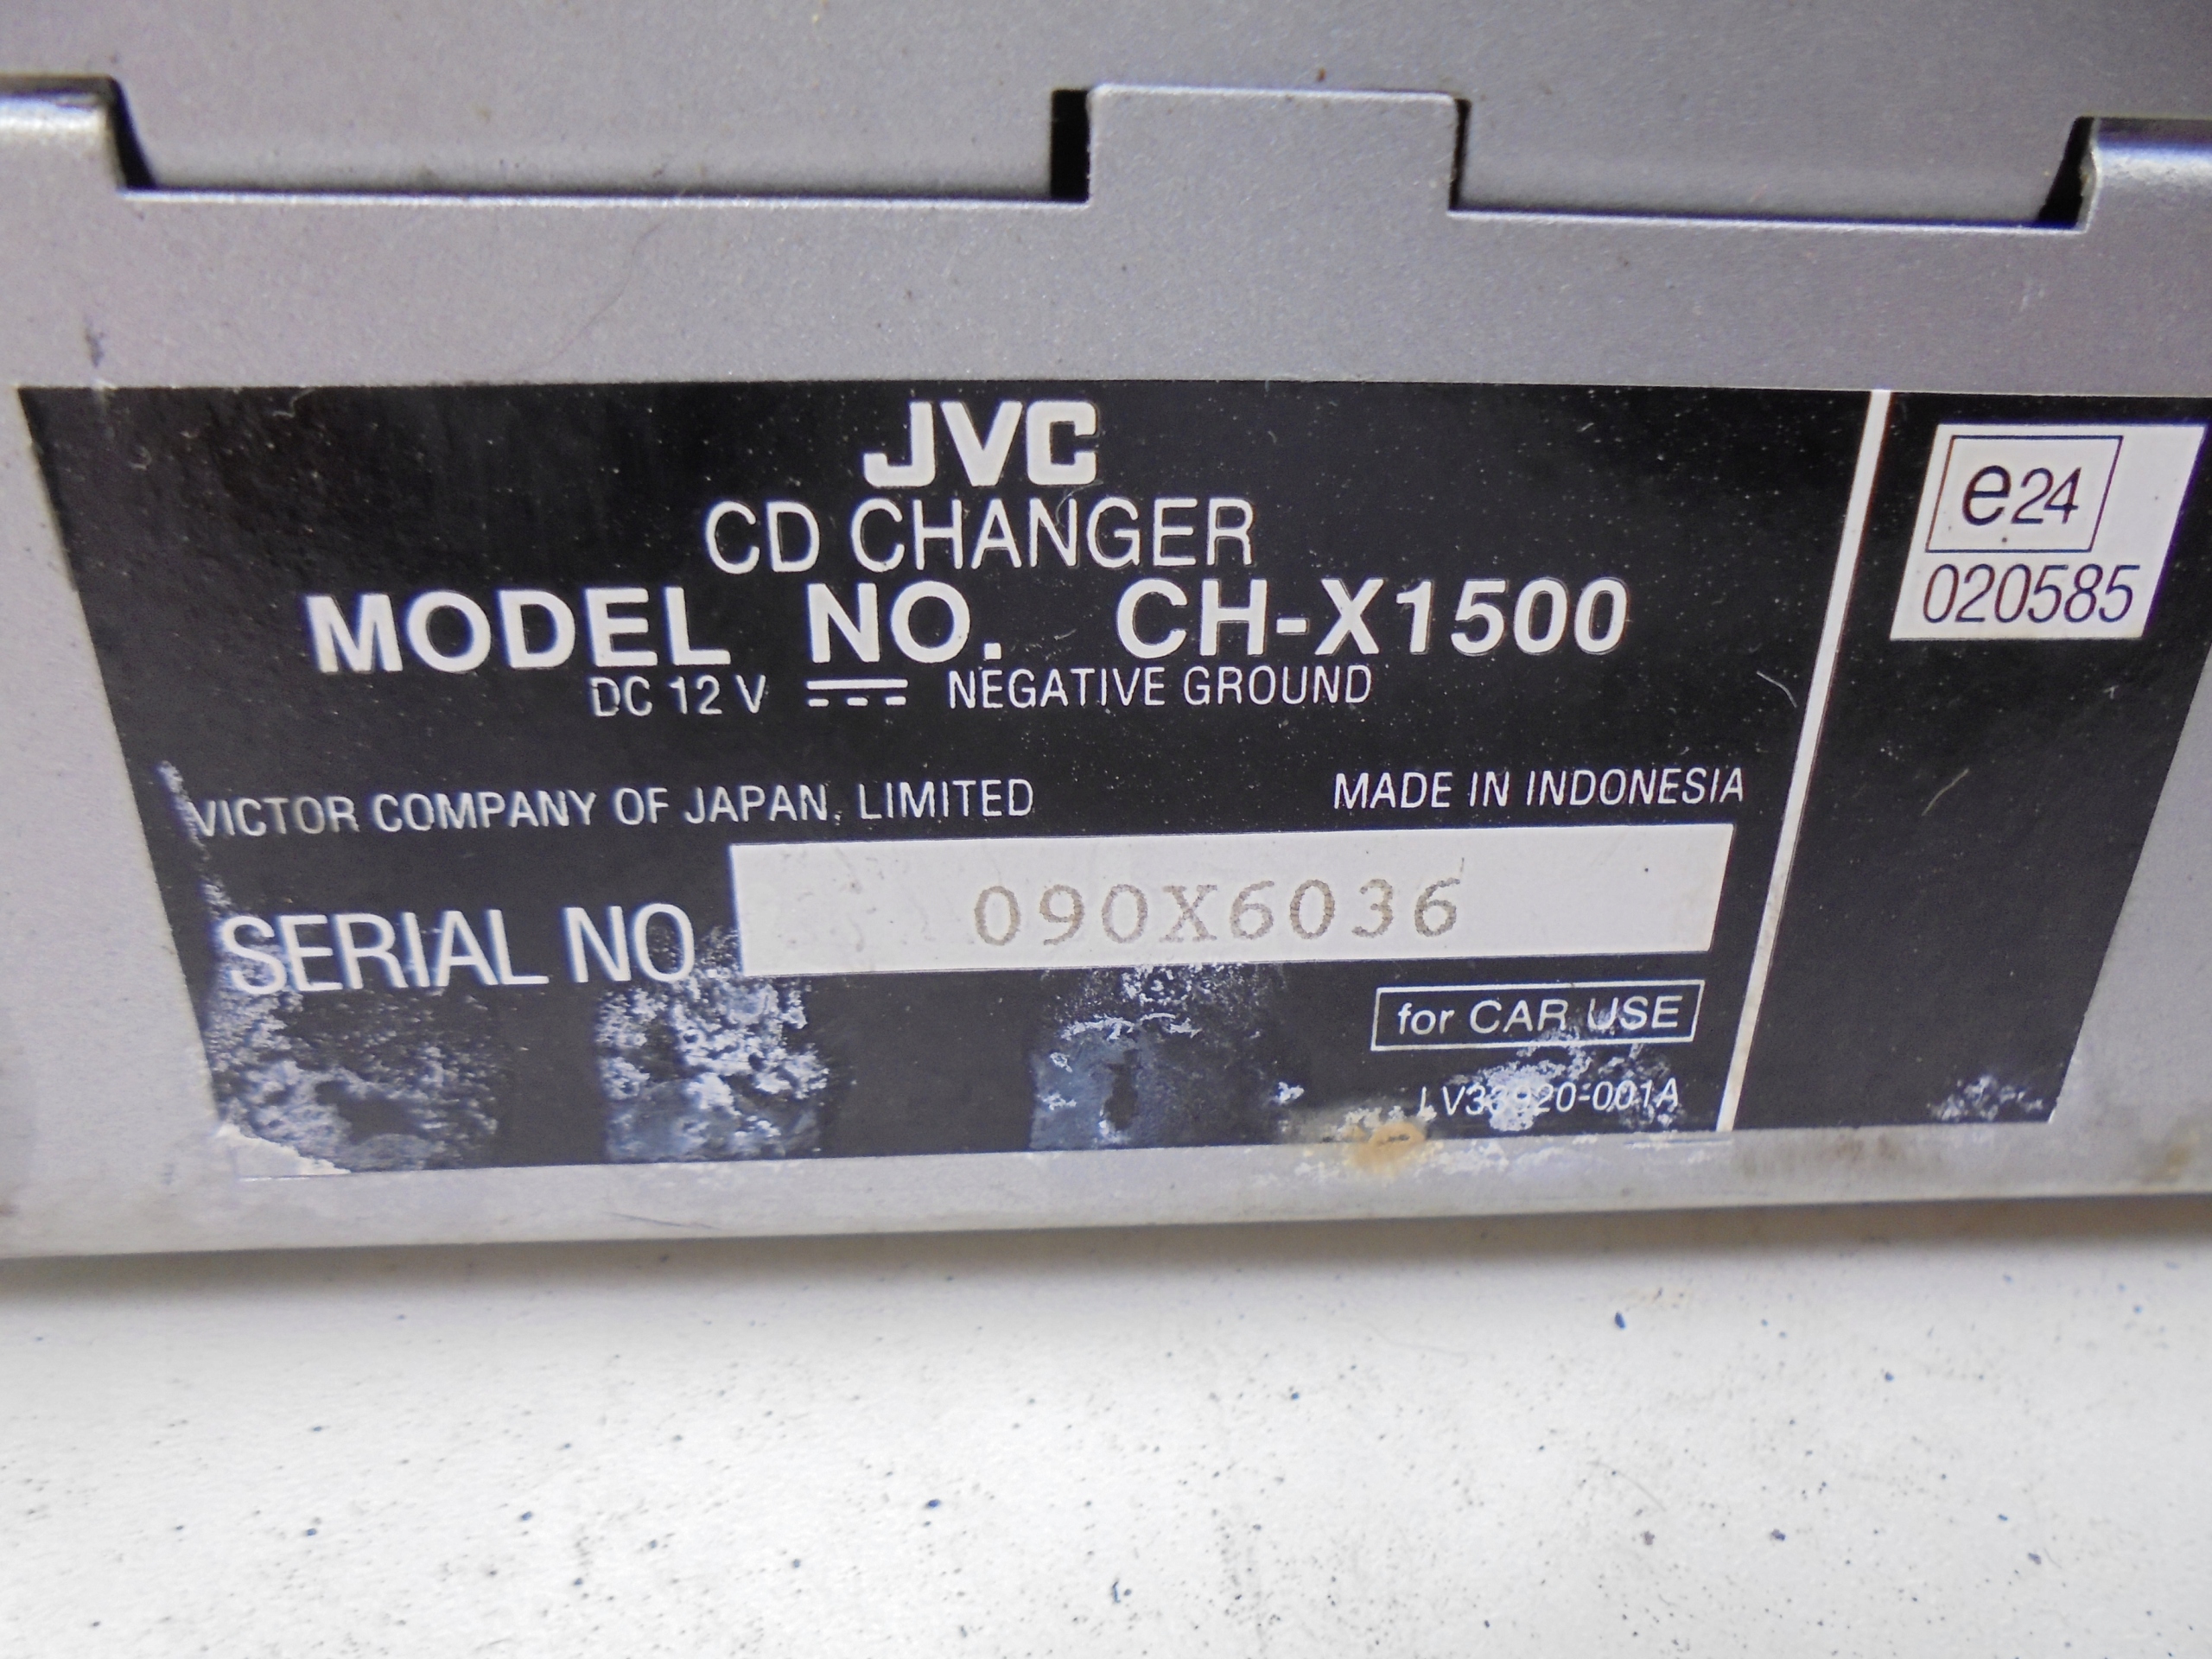 JVC
CD CHANGER
MODEL NO. CH-X1500
DC 12 V ⎓ NEGATIVE GROUND
VICTOR COMPANY OF JAPAN, LIMITED
MADE IN INDONESIA
SERIAL NO 090X6036
for CAR USE
e24
020585